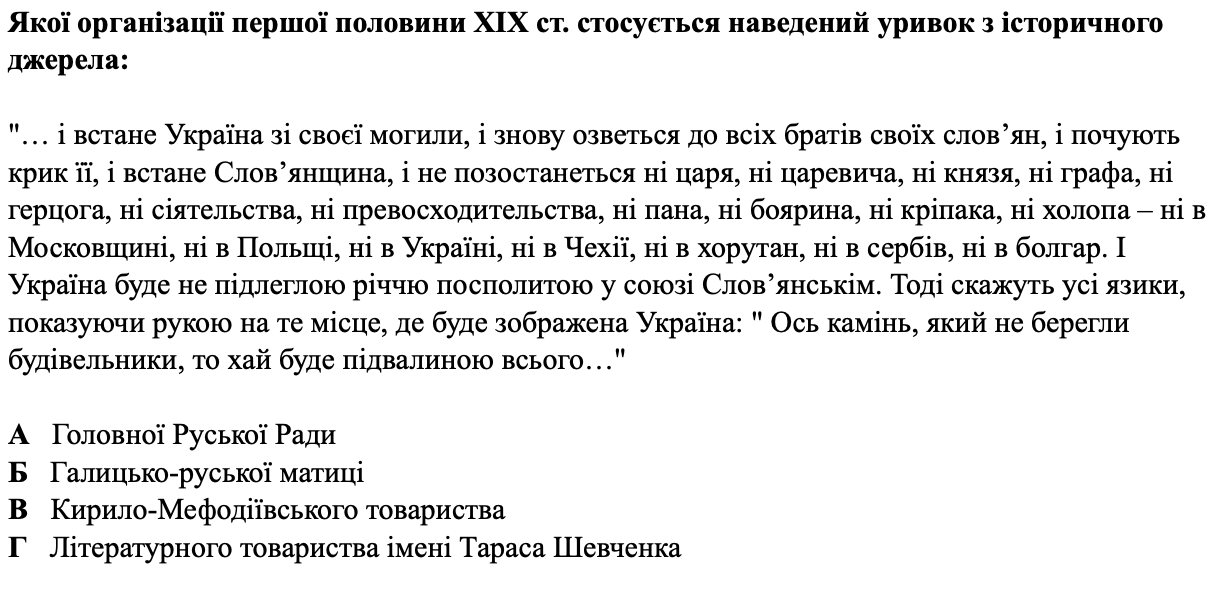 Якої організації першої половини XIX ст. стосується наведений уривок з історичного
джерела:
"… і встане Україна зі своєї могили, і знову озветься до всіх братів своїх слов’ян, і почують
крик її, і встане Слов’янщина, і не позостанеться ні царя, ні царевича, ні князя, ні графа, ні
герцога, ні сіятельства, ні превосходительства, ні пана, ні боярина, ні кріпака, ні холопа – ні в
Московщині, ні в Польщі, ні в Україні, ні в Чехії, ні в хорутан, ні в сербів, ні в болгар. І
Україна буде не підлеглою річчю посполитою у союзі Слов’янськім. Тоді скажуть усі язики,
показуючи рукою на те місце, де буде зображена Україна: " Ось камінь, який не берегли
будівельники, то хай буде підвалиною всього…"
А Головної Руської Ради
Б Галицько-руської матиці
В Кирило-Мефодіївського товариства
Г Літературного товариства імені Тараса Шевченка